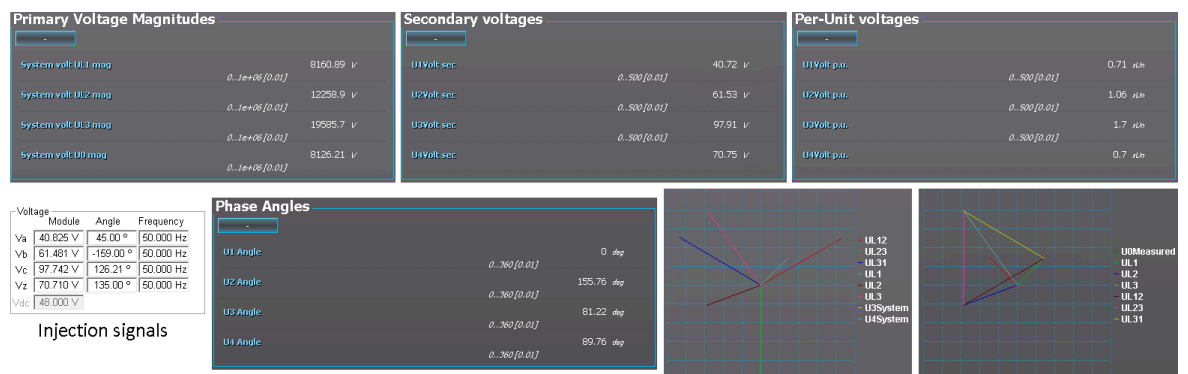 Primary Voltage Magnitudes
-
System volt UL1 mag 8160.89 V
0..1e+06 [0.01]
System volt UL2 mag 12258.9 V
0..1e+06 [0.01]
System volt UL3 mag 19585.7 V
0..1e+06 [0.01]
System volt U0 mag 8126.21 V
0..1e+06 [0.01]
Secondary voltages
-
U1Volt sec 40.72 V
0..500 [0.01]
U2Volt sec 61.53 V
0..500 [0.01]
U3Volt sec 97.91 V
0..500 [0.01]
U4Volt sec 70.75 V
Per-Unit voltages
-
U1Volt p.u. 0.71 xUn
0..500 [0.01]
U2Volt p.u. 1.06 xUn
0..500 [0.01]
U3Volt p.u. 1.7 xUn
0..500 [0.01]
U4Volt p.u. 0.7 xUn
Voltage
Module Angle Frequency
Va 40.825 V 45.00 º 50.000 Hz
Vb 61.481 V -159.00 º 50.000 Hz
Vc 97.742 V 126.21 º 50.000 Hz
Vz 70.710 V 135.00 º 50.000 Hz
Vdc 48.000 V
Injection signals
Phase Angles
-
U1 Angle 0 deg
0..360 [0.01]
U2 Angle 155.76 deg
0..360 [0.01]
U3 Angle 81.22 deg
0..360 [0.01]
U4 Angle 89.76 deg
0..360 [0.01]
UL12
UL23
UL31
UL1
UL2
UL3
U3System
U4System
U0Measured
UL1
UL2
UL3
UL12
UL23
UL31